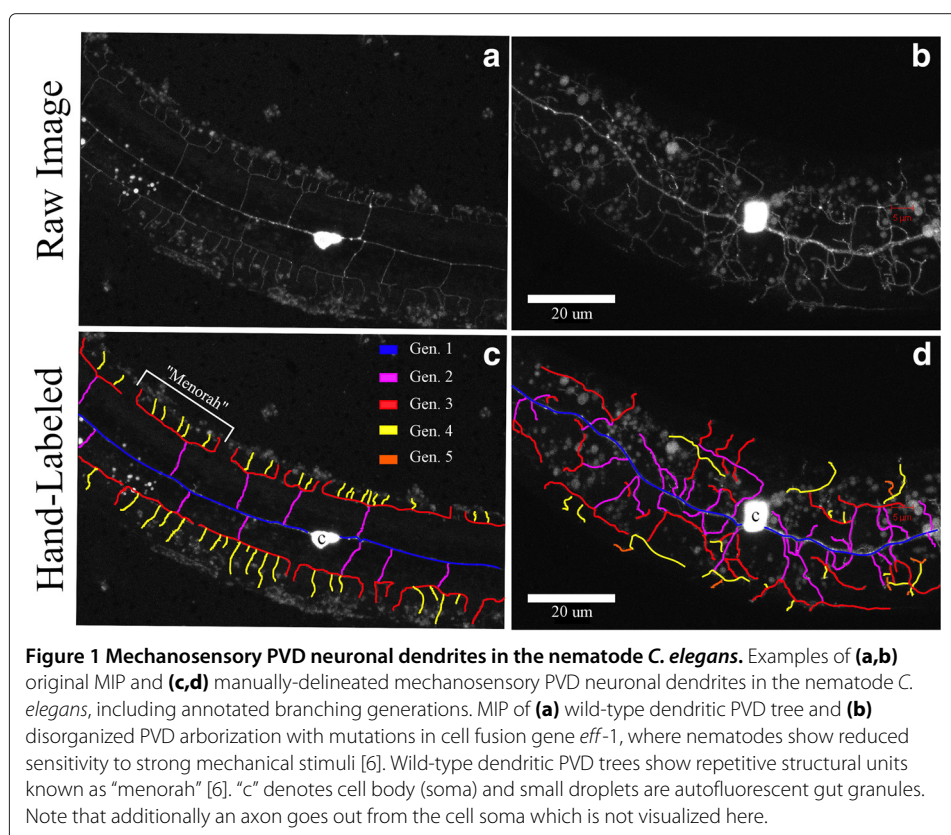 Raw Image
a
b
5 um
20 um
Hand-Labeled
c
Gen. 1
Gen. 2
Gen. 3
Gen. 4
Gen. 5
"Menorah"
c
d
c
5 µm
20 um
Figure 1 Mechanosensory PVD neuronal dendrites in the nematode C. elegans. Examples of (a,b)
original MIP and (c,d) manually-delineated mechanosensory PVD neuronal dendrites in the nematode C.
elegans, including annotated branching generations. MIP of (a) wild-type dendritic PVD tree and (b)
disorganized PVD arborization with mutations in cell fusion gene eff-1, where nematodes show reduced
sensitivity to strong mechanical stimuli [6]. Wild-type dendritic PVD trees show repetitive structural units
known as “menorah” [6]. “c” denotes cell body (soma) and small droplets are autofluorescent gut granules.
Note that additionally an axon goes out from the cell soma which is not visualized here.